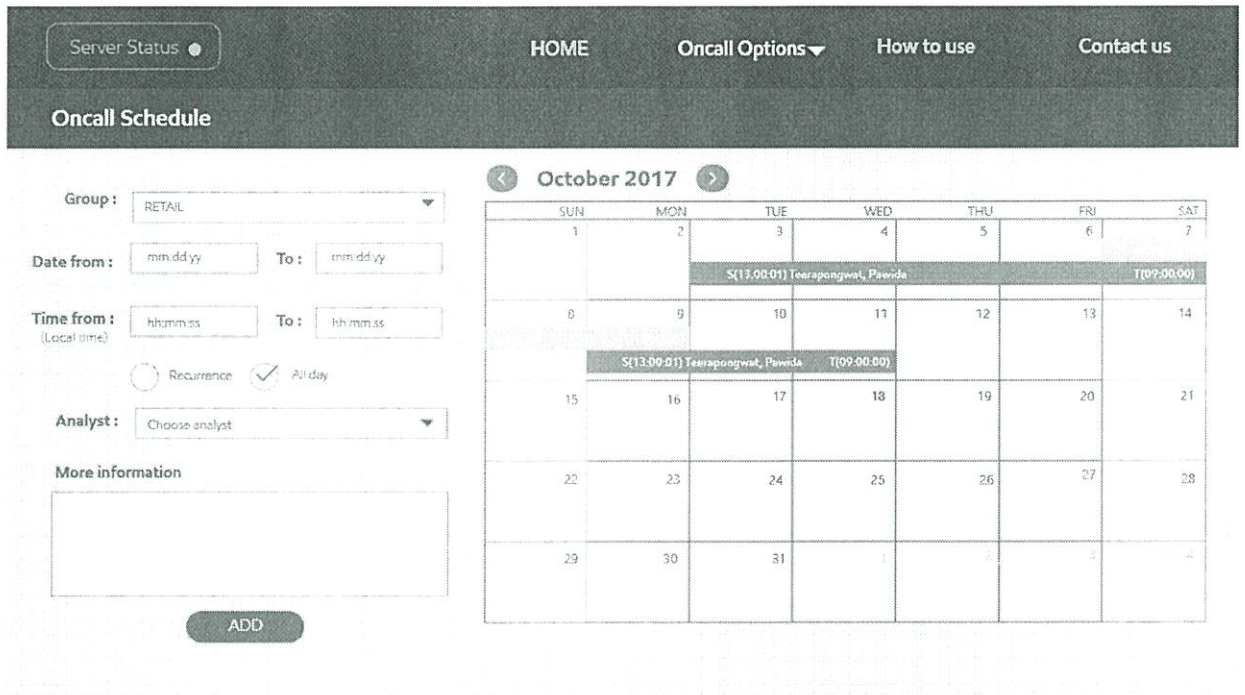 Server Status
HOME
Oncall Options
How to use
Contact us
Oncall Schedule
Group :
RETAIL
Date from :
mm.dd.yy
To :
mm.dd.yy
Time from :
(Local time)
hh:mm:ss
To :
hh:mm:ss
Recurrence
All day
Analyst :
Choose analyst
More information
ADD
October 2017
SUN MON TUE WED THU FRI SAT
1 2 3 4 5 6 7
S(13.00:01) Teerapongwat, Pawida T(09:00:00)
8 9 10 11 12 13 14
S(13:00:01) Teerapongwat, Pawida T(09:00:00)
15 16 17 18 19 20 21
22 23 24 25 26 27 28
29 30 31 1 2 3 4